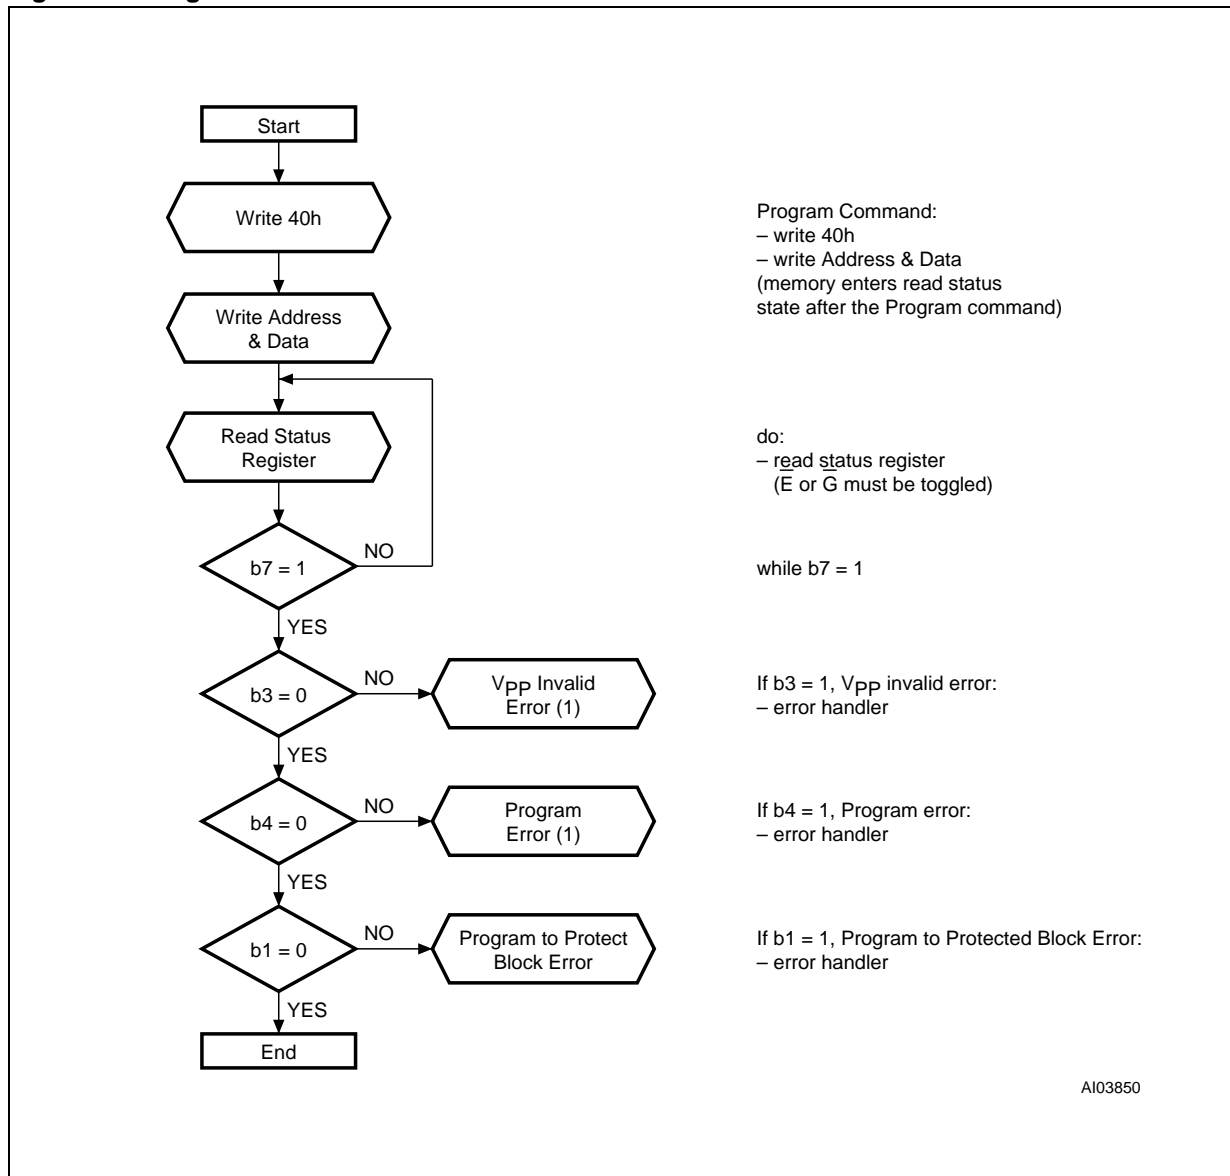 Start
Write 40h
Program Command:
– write 40h
– write Address & Data
(memory enters read status
state after the Program command)
Write Address
& Data
Read Status
Register
do:
– read status register
(E̅ or G̅ must be toggled)
b7 = 1
NO
while b7 = 1
YES
b3 = 0
NO
VPP Invalid
Error (1)
If b3 = 1, VPP invalid error:
– error handler
YES
b4 = 0
NO
Program
Error (1)
If b4 = 1, Program error:
– error handler
YES
b1 = 0
NO
Program to Protect
Block Error
If b1 = 1, Program to Protected Block Error:
– error handler
YES
End
AI03850